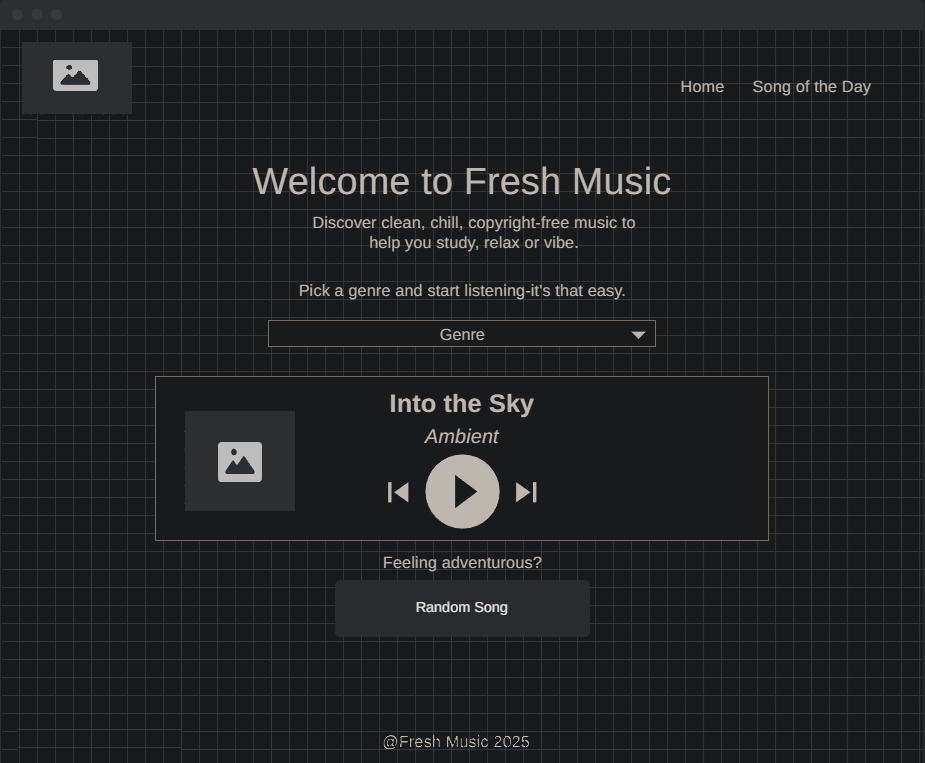 Home Song of the Day
Welcome to Fresh Music
Discover clean, chill, copyright-free music to
help you study, relax or vibe.
Pick a genre and start listening-it's that easy.
Genre
Into the Sky
Ambient
Feeling adventurous?
Random Song
@Fresh Music 2025